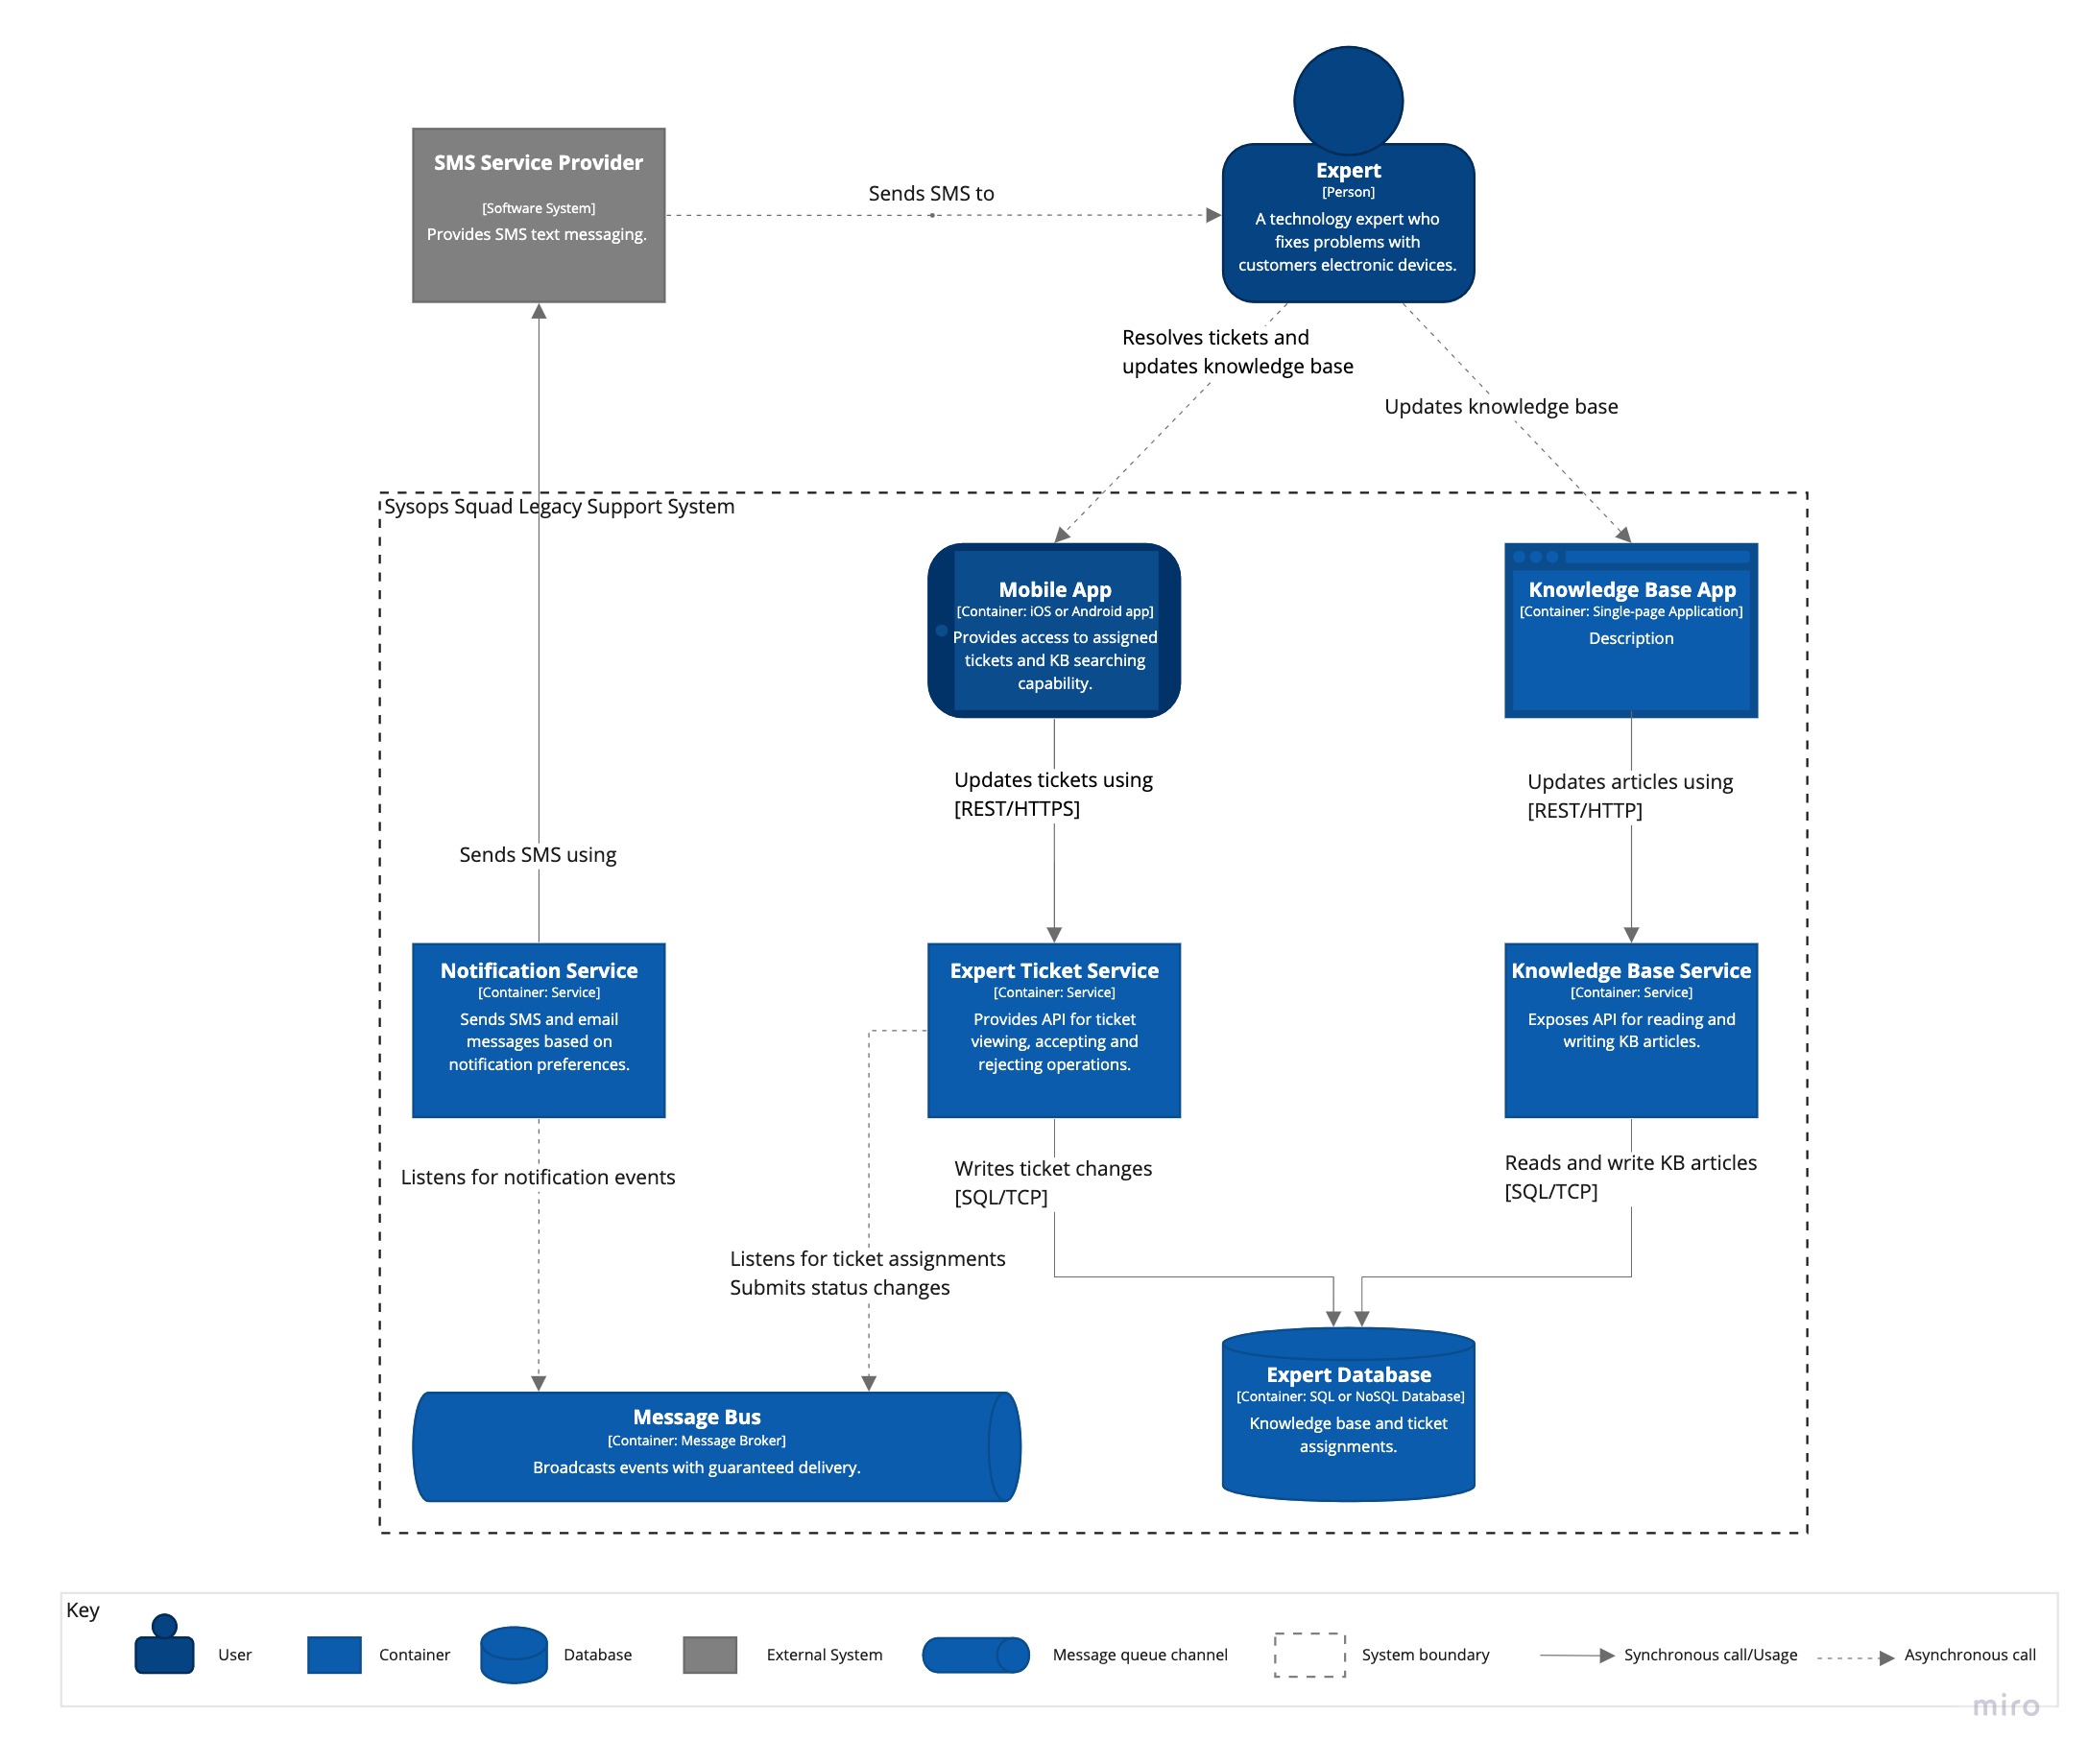 SMS Service Provider
[Software System]
Provides SMS text messaging.
Sends SMS to
Expert
[Person]
A technology expert who
fixes problems with
customers electronic devices.
Resolves tickets and
updates knowledge base
Updates knowledge base
Sysops Squad Legacy Support System
Mobile App
[Container: iOS or Android app]
Provides access to assigned
tickets and KB searching
capability.
Knowledge Base App
[Container: Single-page Application]
Description
Updates tickets using
[REST/HTTPS]
Updates articles using
[REST/HTTP]
Sends SMS using
Notification Service
[Container: Service]
Sends SMS and email
messages based on
notification preferences.
Expert Ticket Service
[Container: Service]
Provides API for ticket
viewing, accepting and
rejecting operations.
Knowledge Base Service
[Container: Service]
Exposes API for reading and
writing KB articles.
Listens for notification events
Writes ticket changes
[SQL/TCP]
Reads and write KB articles
[SQL/TCP]
Listens for ticket assignments
Submits status changes
Message Bus
[Container: Message Broker]
Broadcasts events with guaranteed delivery.
Expert Database
[Container: SQL or NoSQL Database]
Knowledge base and ticket
assignments.
Key
User
Container
Database
External System
Message queue channel
System boundary
Synchronous call/Usage
Asynchronous call
miro